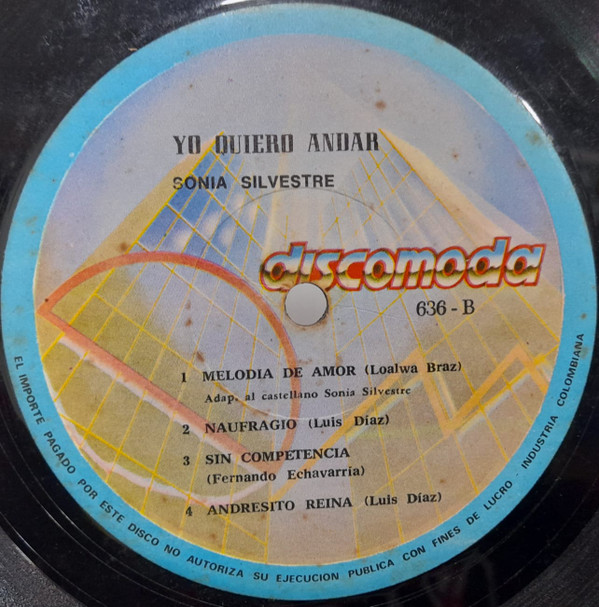 YO QUIERO ANDAR
SONIA SILVESTRE
discomoda
636 - B
1 MELODIA DE AMOR (Loalwa Braz)
Adap. al castellano Sonia Silvestre
2 NAUFRAGIO (Luis Díaz)
3 SIN COMPETENCIA
(Fernando Echavarría)
4 ANDRESITO REINA (Luis Díaz)
EL IMPORTE PAGADO POR ESTE DISCO NO AUTORIZA SU EJECUCION PUBLICA CON FINES DE LUCRO - INDUSTRIA COLOMBIANA